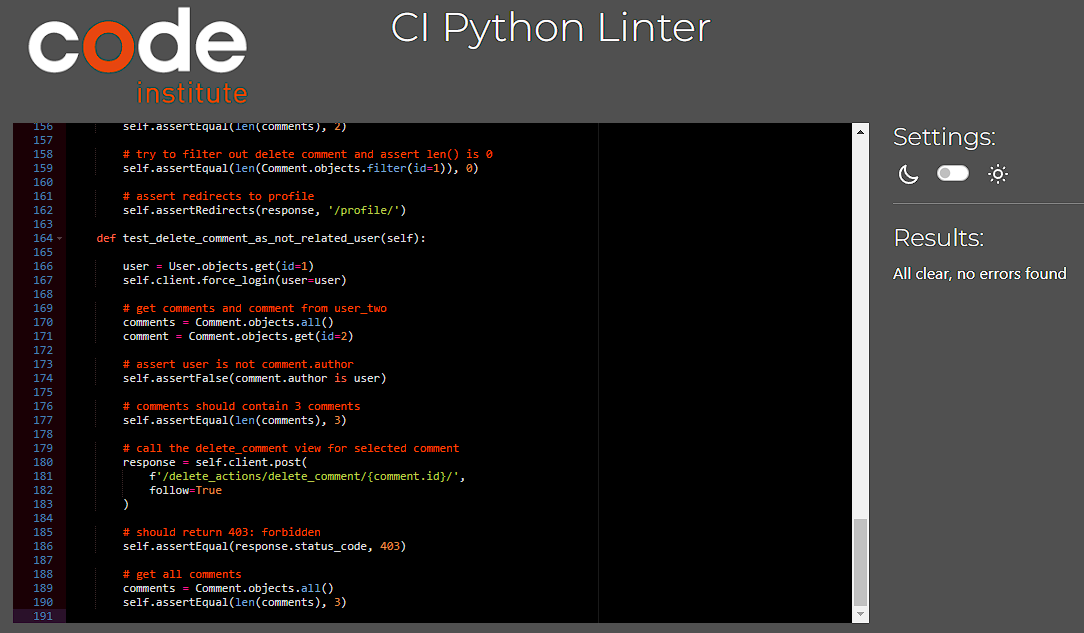 code
institute
CI Python Linter
156 self.assertEqual(len(comments), 2)
157
158 # try to filter out delete comment and assert len() is 0
159 self.assertEqual(len(Comment.objects.filter(id=1)), 0)
160
161 # assert redirects to profile
162 self.assertRedirects(response, '/profile/')
163
164 def test_delete_comment_as_not_related_user(self):
165
166 user = User.objects.get(id=1)
167 self.client.force_login(user=user)
168
169 # get comments and comment from user_two
170 comments = Comment.objects.all()
171 comment = Comment.objects.get(id=2)
172
173 # assert user is not comment.author
174 self.assertFalse(comment.author is user)
175
176 # comments should contain 3 comments
177 self.assertEqual(len(comments), 3)
178
179 # call the delete_comment view for selected comment
180 response = self.client.post(
181 f'/delete_actions/delete_comment/{comment.id}/',
182 follow=True
183 )
184
185 # should return 403: forbidden
186 self.assertEqual(response.status_code, 403)
187
188 # get all comments
189 comments = Comment.objects.all()
190 self.assertEqual(len(comments), 3)
191
Settings:
Results:
All clear, no errors found